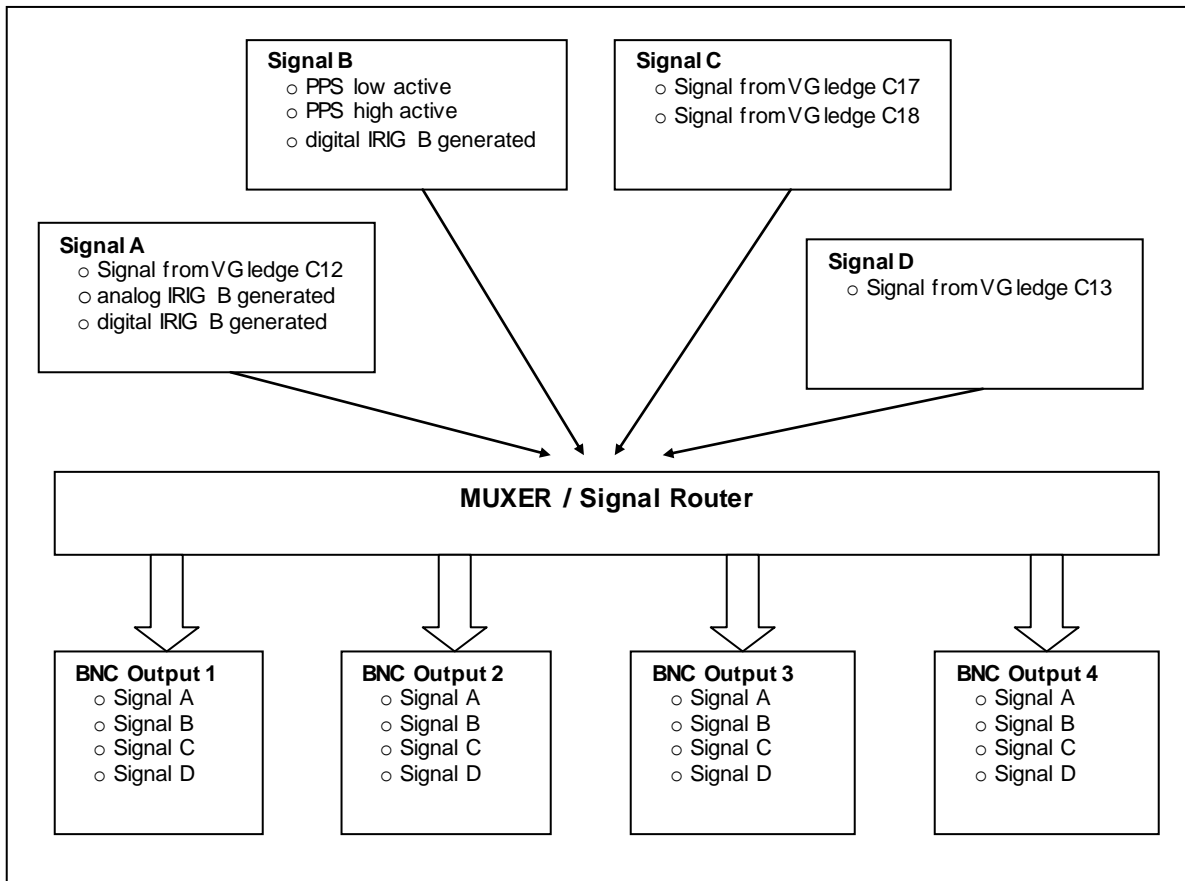 Signal B
○ PPS low active
○ PPS high active
○ digital IRIG B generated
Signal C
○ Signal from VG ledge C17
○ Signal from VG ledge C18
Signal A
○ Signal from VG ledge C12
○ analog IRIG B generated
○ digital IRIG B generated
Signal D
○ Signal from VG ledge C13
MUXER / Signal Router
BNC Output 1
○ Signal A
○ Signal B
○ Signal C
○ Signal D
BNC Output 2
○ Signal A
○ Signal B
○ Signal C
○ Signal D
BNC Output 3
○ Signal A
○ Signal B
○ Signal C
○ Signal D
BNC Output 4
○ Signal A
○ Signal B
○ Signal C
○ Signal D